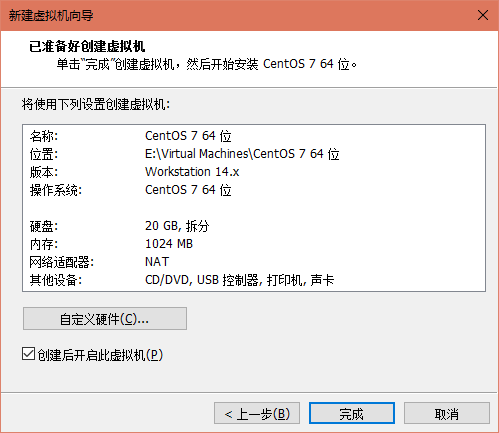 新建虚拟机向导
已准备好创建虚拟机
单击“完成”创建虚拟机，然后开始安装 CentOS 7 64 位。
将使用下列设置创建虚拟机:
名称: CentOS 7 64 位
位置: E:\Virtual Machines\CentOS 7 64 位
版本: Workstation 14.x
操作系统: CentOS 7 64 位
硬盘: 20 GB, 拆分
内存: 1024 MB
网络适配器: NAT
其他设备: CD/DVD, USB 控制器, 打印机, 声卡
自定义硬件(C)...
创建后开启此虚拟机(P)
< 上一步(B) 完成 取消